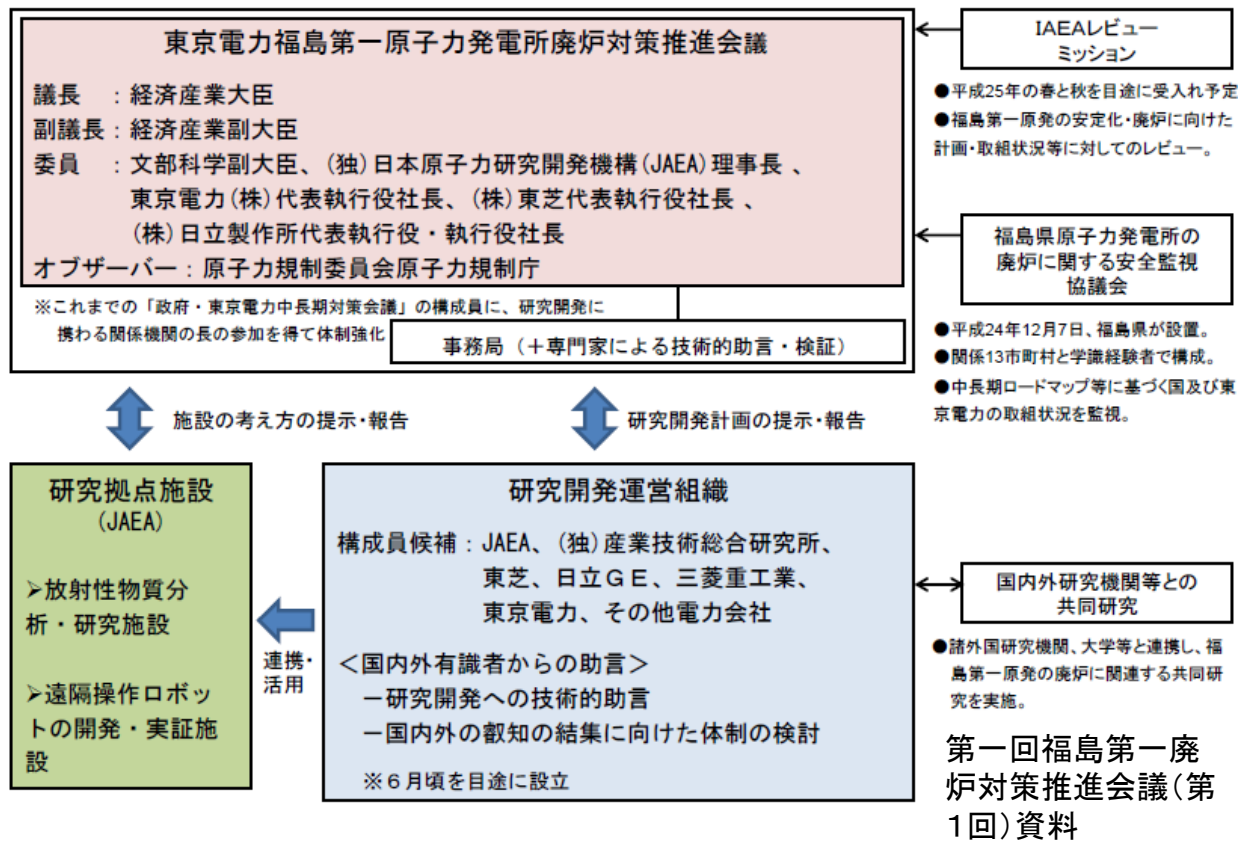 東京電力福島第一原子力発電所廃炉対策推進会議
議長　：経済産業大臣
副議長：経済産業副大臣
委員　：文部科学副大臣、（独）日本原子力研究開発機構（JAEA）理事長 、
東京電力（株）代表執行役社長、（株）東芝代表執行役社長 、
（株）日立製作所代表執行役・執行役社長
オブザーバー：原子力規制委員会原子力規制庁
※これまでの「政府・東京電力中長期対策会議」の構成員に、研究開発に
携わる関係機関の長の参加を得て体制強化
事務局（＋専門家による技術的助言・検証）
IAEAレビュー
ミッション
●平成25年の春と秋を目途に受入れ予定
●福島第一原発の安定化・廃炉に向けた
計画・取組状況等に対してのレビュー。
福島県原子力発電所の
廃炉に関する安全監視
協議会
●平成24年12月7日、福島県が設置。
●関係13市町村と学識経験者で構成。
●中長期ロードマップ等に基づく国及び東
京電力の取組状況を監視。
施設の考え方の提示・報告
研究開発計画の提示・報告
研究拠点施設
（JAEA）
➢放射性物質分
析・研究施設
➢遠隔操作ロボッ
トの開発・実証施
設
連携・
活用
研究開発運営組織
構成員候補：JAEA、（独）産業技術総合研究所、
東芝、日立ＧＥ、三菱重工業、
東京電力、その他電力会社
＜国内外有識者からの助言＞
－研究開発への技術的助言
－国内外の叡知の結集に向けた体制の検討
※６月頃を目途に設立
国内外研究機関等との
共同研究
●諸外国研究機関、大学等と連携し、福
島第一原発の廃炉に関連する共同研
究を実施。
第一回福島第一廃
炉対策推進会議（第
１回）資料